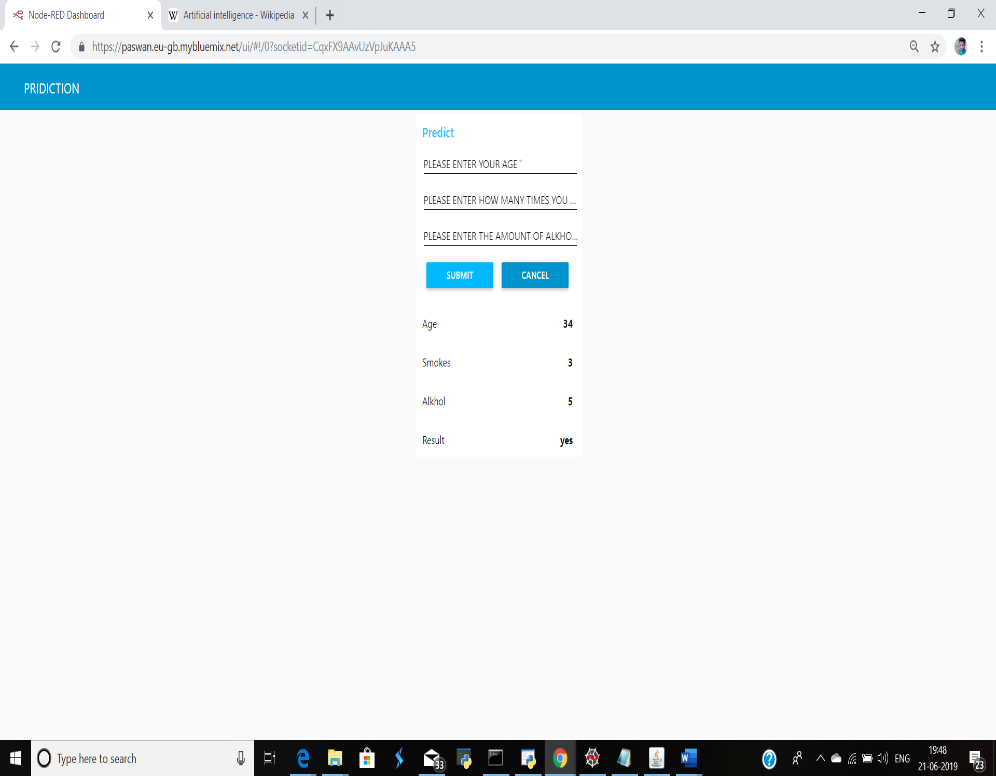 Node-RED Dashboard
Artificial intelligence - Wikipedia
https://paswan.eu-gb.mybluemix.net/ui/#!/0?socketid=CqxFX9AAvUzVpJuKAAA5
PRIDICTION
Predict
PLEASE ENTER YOUR AGE *
PLEASE ENTER HOW MANY TIMES YOU ...
PLEASE ENTER THE AMOUNT OF ALKHO...
SUBMIT CANCEL
Age 34
Smokes 3
Alkhol 5
Result yes
Type here to search
33
ENG
19:48
21-06-2019
23